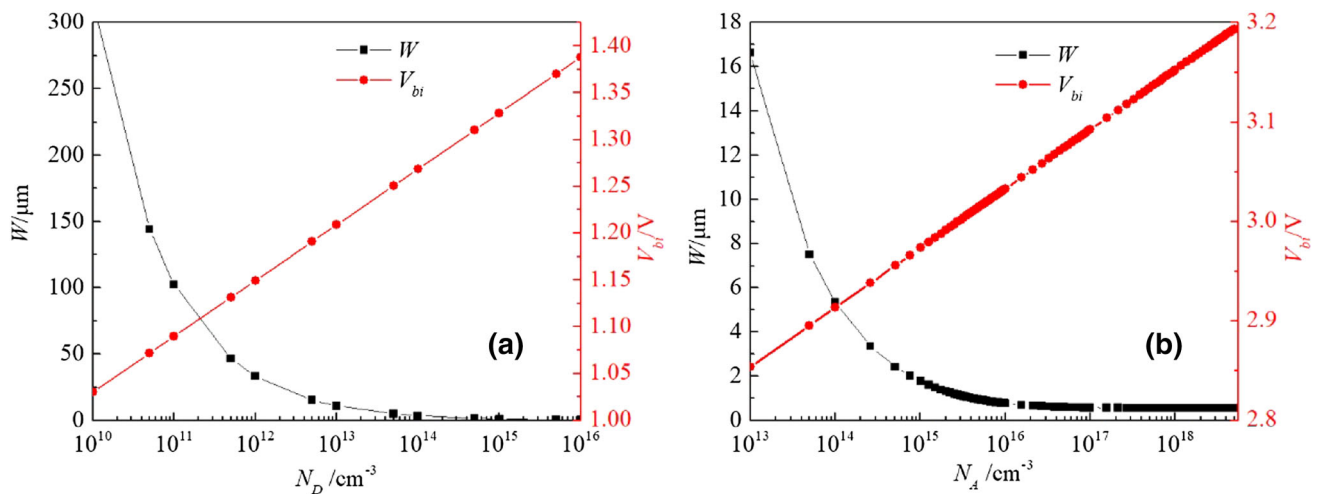 300
250
200
150
100
50
0
W/μm
W
V_bi
(a)
1.40
1.35
1.30
1.25
1.20
1.15
1.10
1.05
1.00
V_bi/V
10^10 10^11 10^12 10^13 10^14 10^15 10^16
N_D /cm^-3
18
16
14
12
10
8
6
4
2
0
W/μm
W
V_bi
(b)
3.2
3.1
3.0
2.9
2.8
V_bi/V
10^13 10^14 10^15 10^16 10^17 10^18
N_A /cm^-3